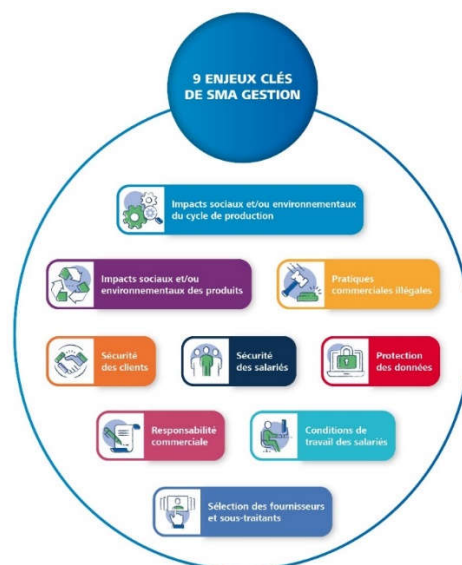 9 ENJEUX CLÉS
DE SMA GESTION
Impacts sociaux et/ou environnementaux
du cycle de production
Impacts sociaux et/ou
environnementaux des produits
Pratiques
commerciales illégales
Sécurité
des clients
Sécurité
des salariés
Protection
des données
Responsabilité
commerciale
Conditions de
travail des salariés
Sélection des fournisseurs
et sous-traitants